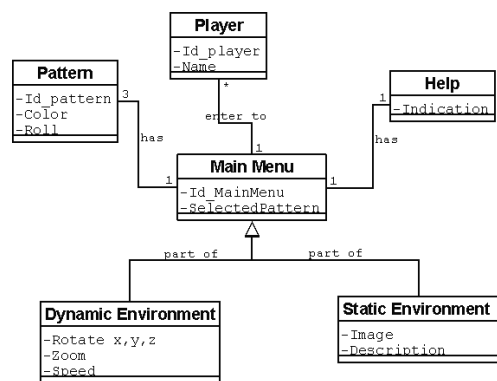 Player
-Id_player
-Name
Pattern
-Id_pattern
-Color
-Roll
Help
-Indication
3
*
1
enter to
has
has
1
1
1
Main Menu
-Id_MainMenu
-SelectedPattern
part of
part of
Dynamic Environment
-Rotate x,y,z
-Zoom
-Speed
Static Environment
-Image
-Description